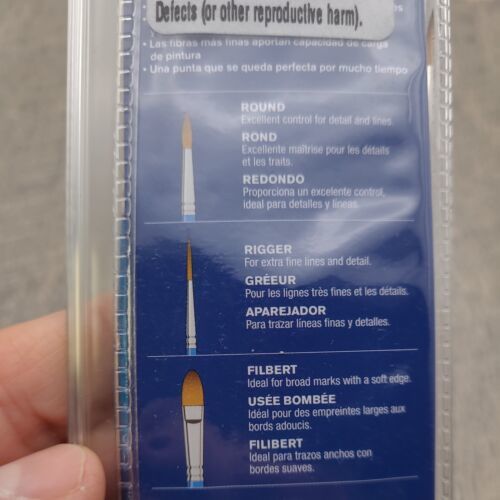 Defects (or other reproductive harm).
• Las fibras más finas aportan capacidad de carga
de pintura
• Una punta que se queda perfecta por mucho tiempo
ROUND
Excellent control for detail and lines.
ROND
Excellente maîtrise pour les détails
et les traits.
REDONDO
Proporciona un excelente control,
ideal para detalles y líneas.
RIGGER
For extra fine lines and detail.
GRÉEUR
Pour les lignes très fines et les détails.
APAREJADOR
Para trazar líneas finas y detalles.
FILBERT
Ideal for broad marks with a soft edge.
USÉE BOMBÉE
Idéal pour des empreintes larges aux
bords adoucis.
FILIBERT
Ideal para trazos anchos con
bordes suaves.